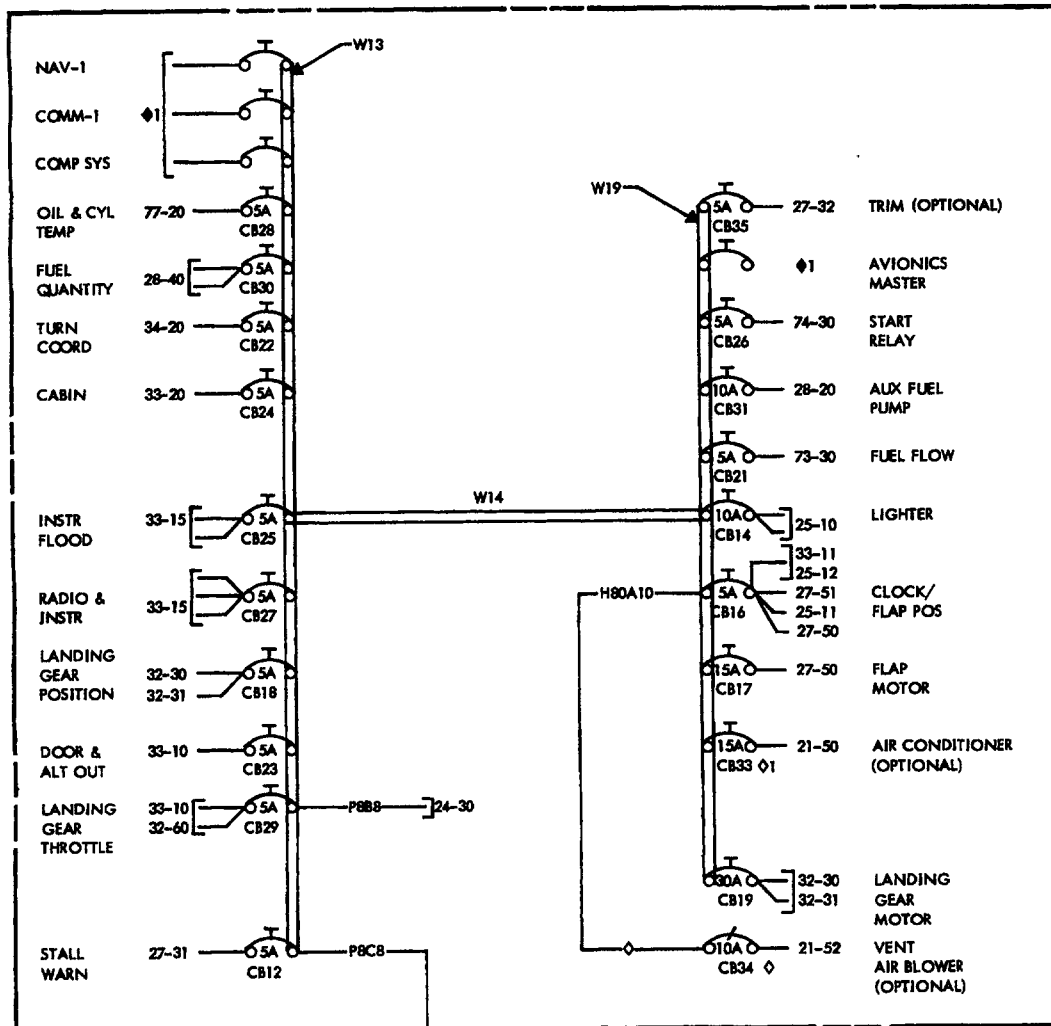 W13
NAV-1
COMM-1 ◆1
COMP SYS
OIL & CYL 77-20 5A
TEMP CB28
FUEL 28-40 5A
QUANTITY CB30
TURN 34-20 5A
COORD CB22
CABIN 33-20 5A
CB24
INSTR 33-15 5A
FLOOD CB25
RADIO & 33-15 5A
JNSTR CB27
LANDING
GEAR 32-30 5A
POSITION 32-31 CB18
DOOR & 33-10 5A
ALT OUT CB23
LANDING 33-10 5A P8B8 24-30
GEAR 32-60 CB29
THROTTLE
STALL 27-31 5A P8C8
WARN CB12
W14
W19
5A 27-32 TRIM (OPTIONAL)
CB35
◆1 AVIONICS
MASTER
5A 74-30 START
CB26 RELAY
10A 28-20 AUX FUEL
CB31 PUMP
5A 73-30 FUEL FLOW
CB21
10A 25-10 LIGHTER
CB14
33-11
25-12
H80A10 5A 27-51 CLOCK/
CB16 25-11 FLAP POS
27-50
15A 27-50 FLAP
CB17 MOTOR
15A 21-50 AIR CONDITIONER
CB33 ◇1 (OPTIONAL)
30A 32-30 LANDING
CB19 32-31 GEAR
MOTOR
◇ 10A 21-52 VENT
CB34 ◇ AIR BLOWER
(OPTIONAL)